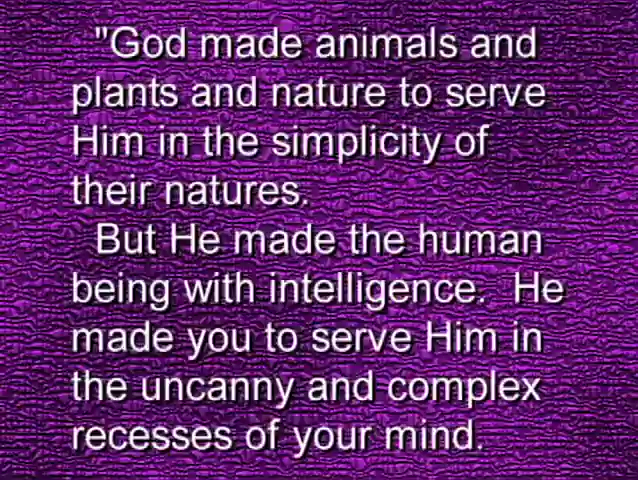 "God made animals and
plants and nature to serve
Him in the simplicity of
their natures.
But He made the human
being with intelligence. He
made you to serve Him in
the uncanny and complex
recesses of your mind.